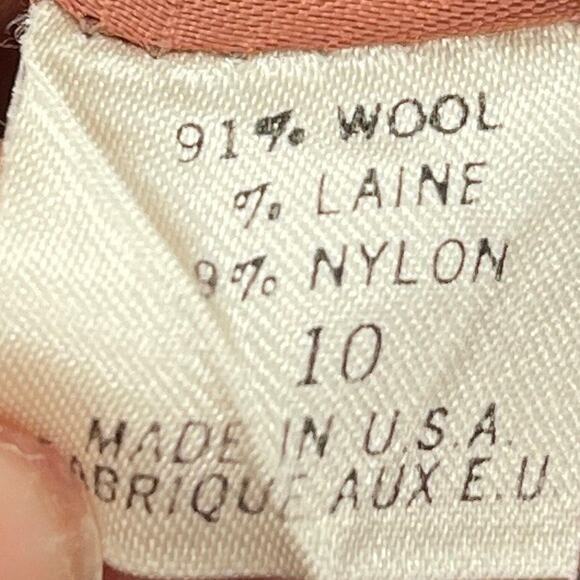 91% WOOL
% LAINE
9% NYLON
10
MADE IN U.S.A.
ABRIQUE AUX E.U